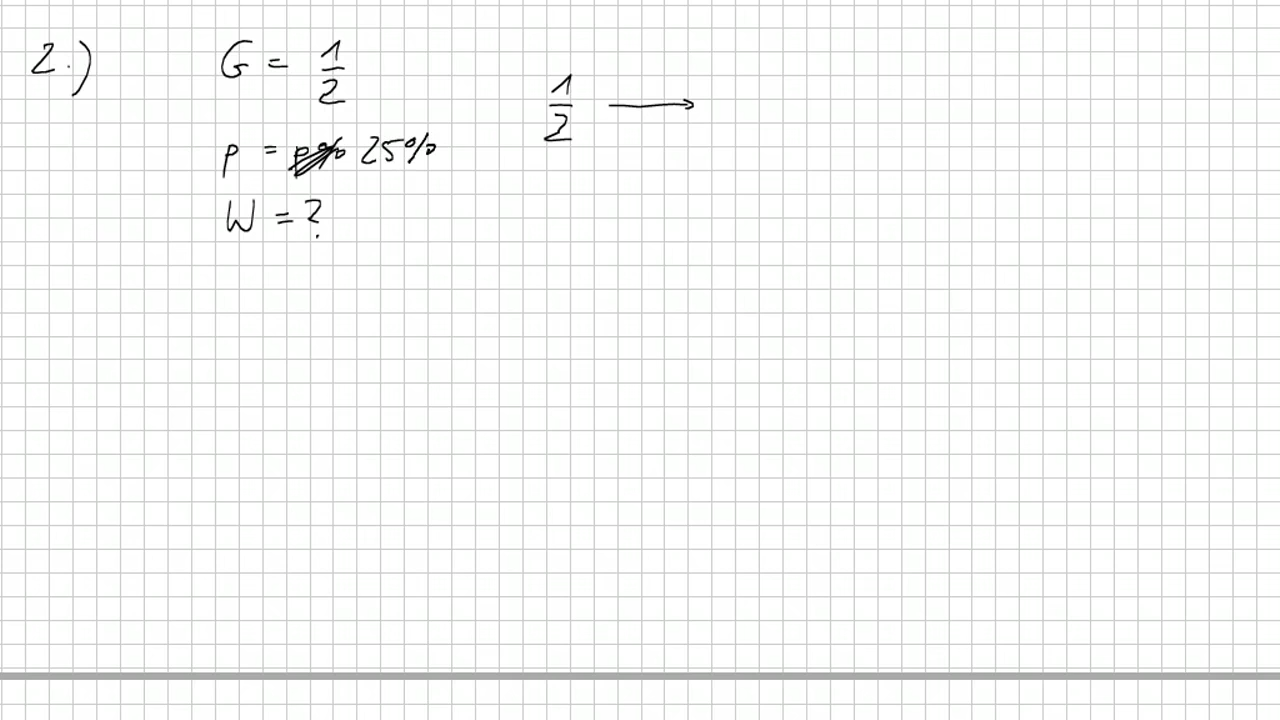 2.) G = 1/2
1/2 →
p = 25%
W = ?